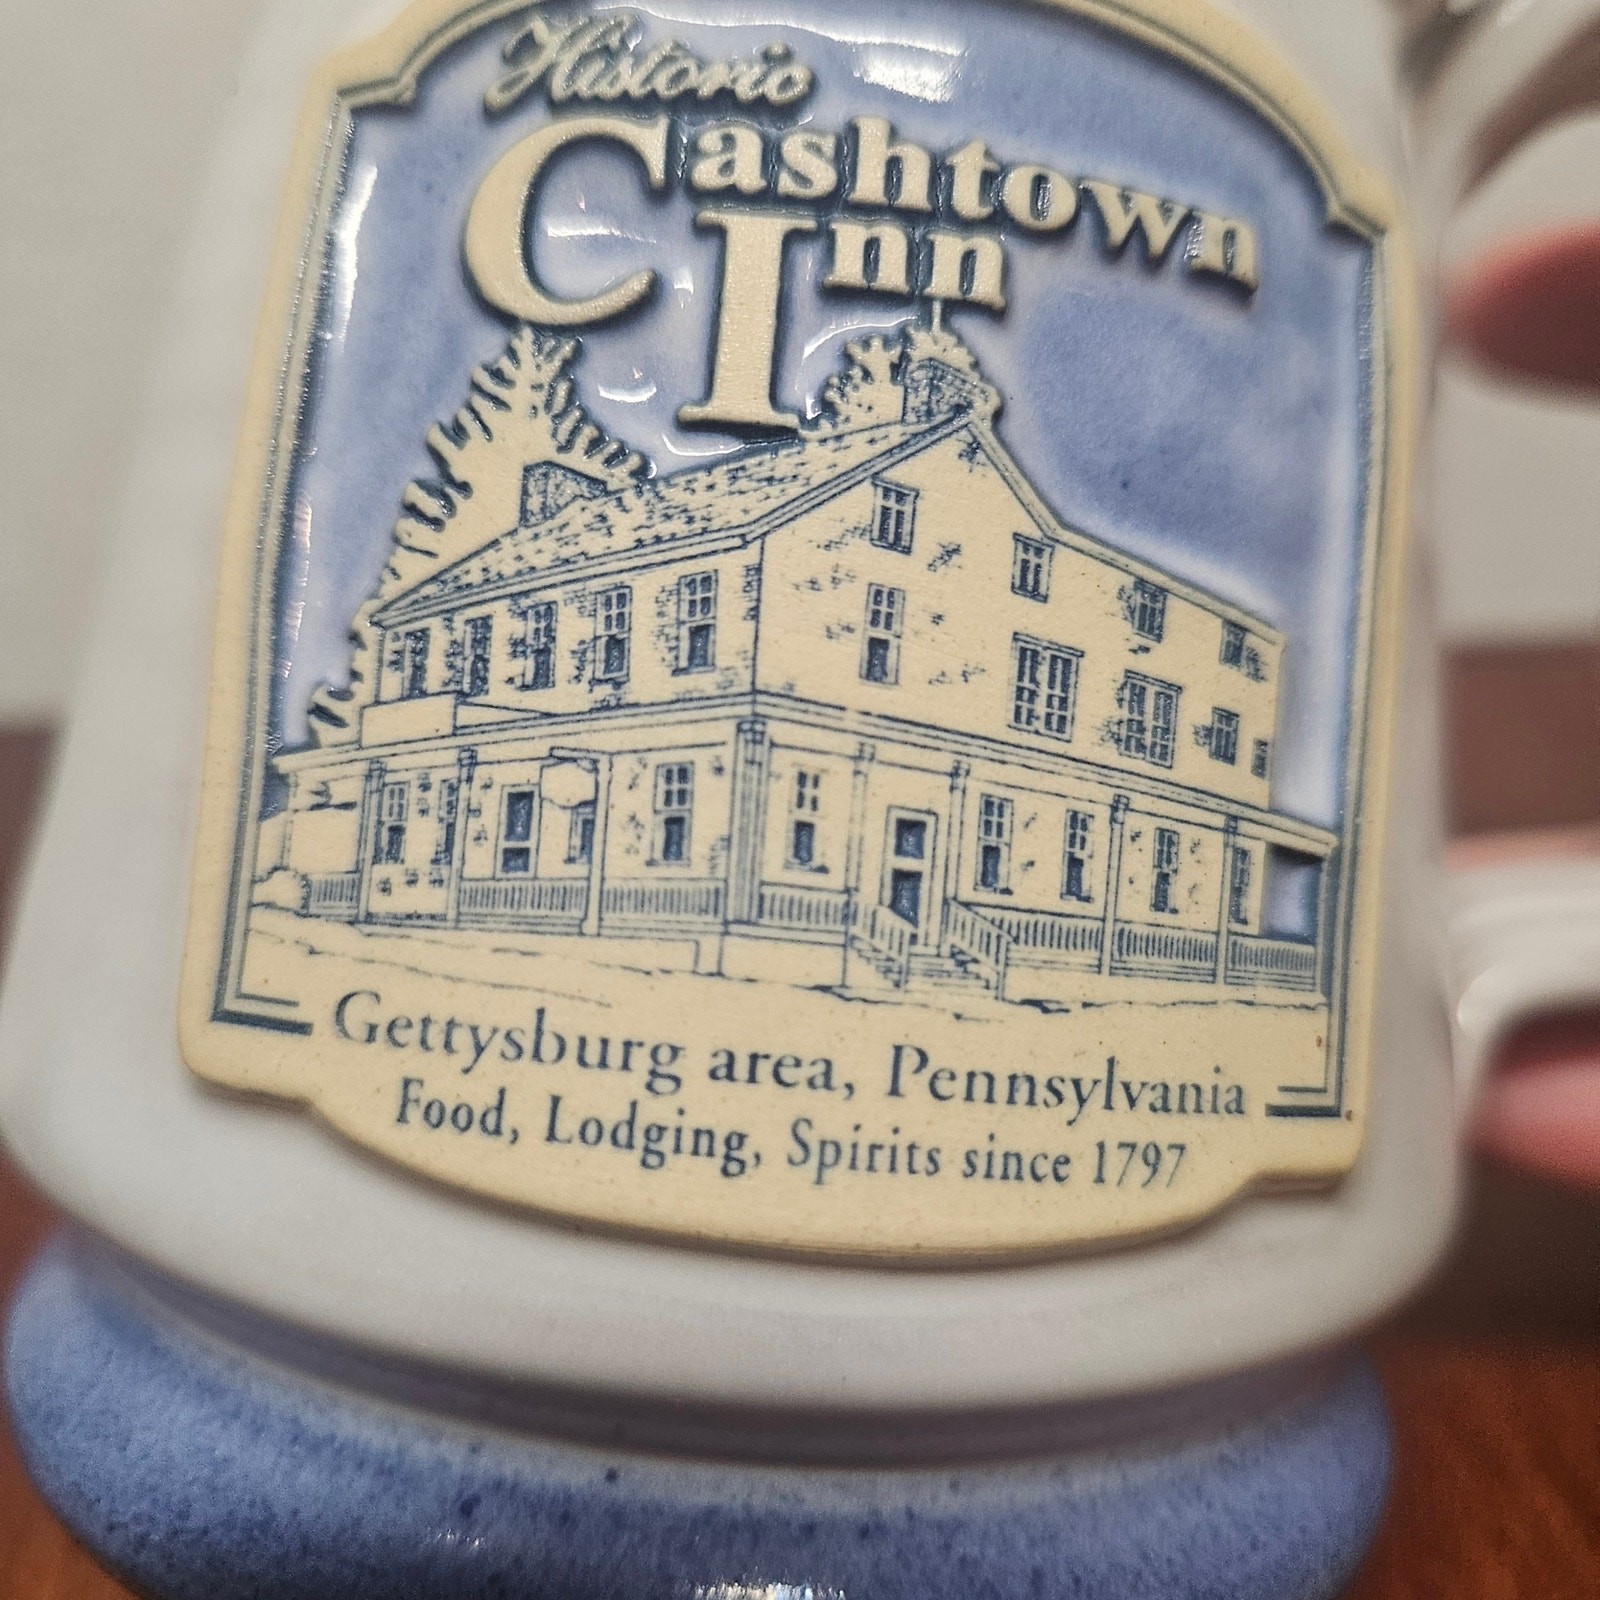 Historic
Cashtown
Inn
Gettysburg area, Pennsylvania
Food, Lodging, Spirits since 1797